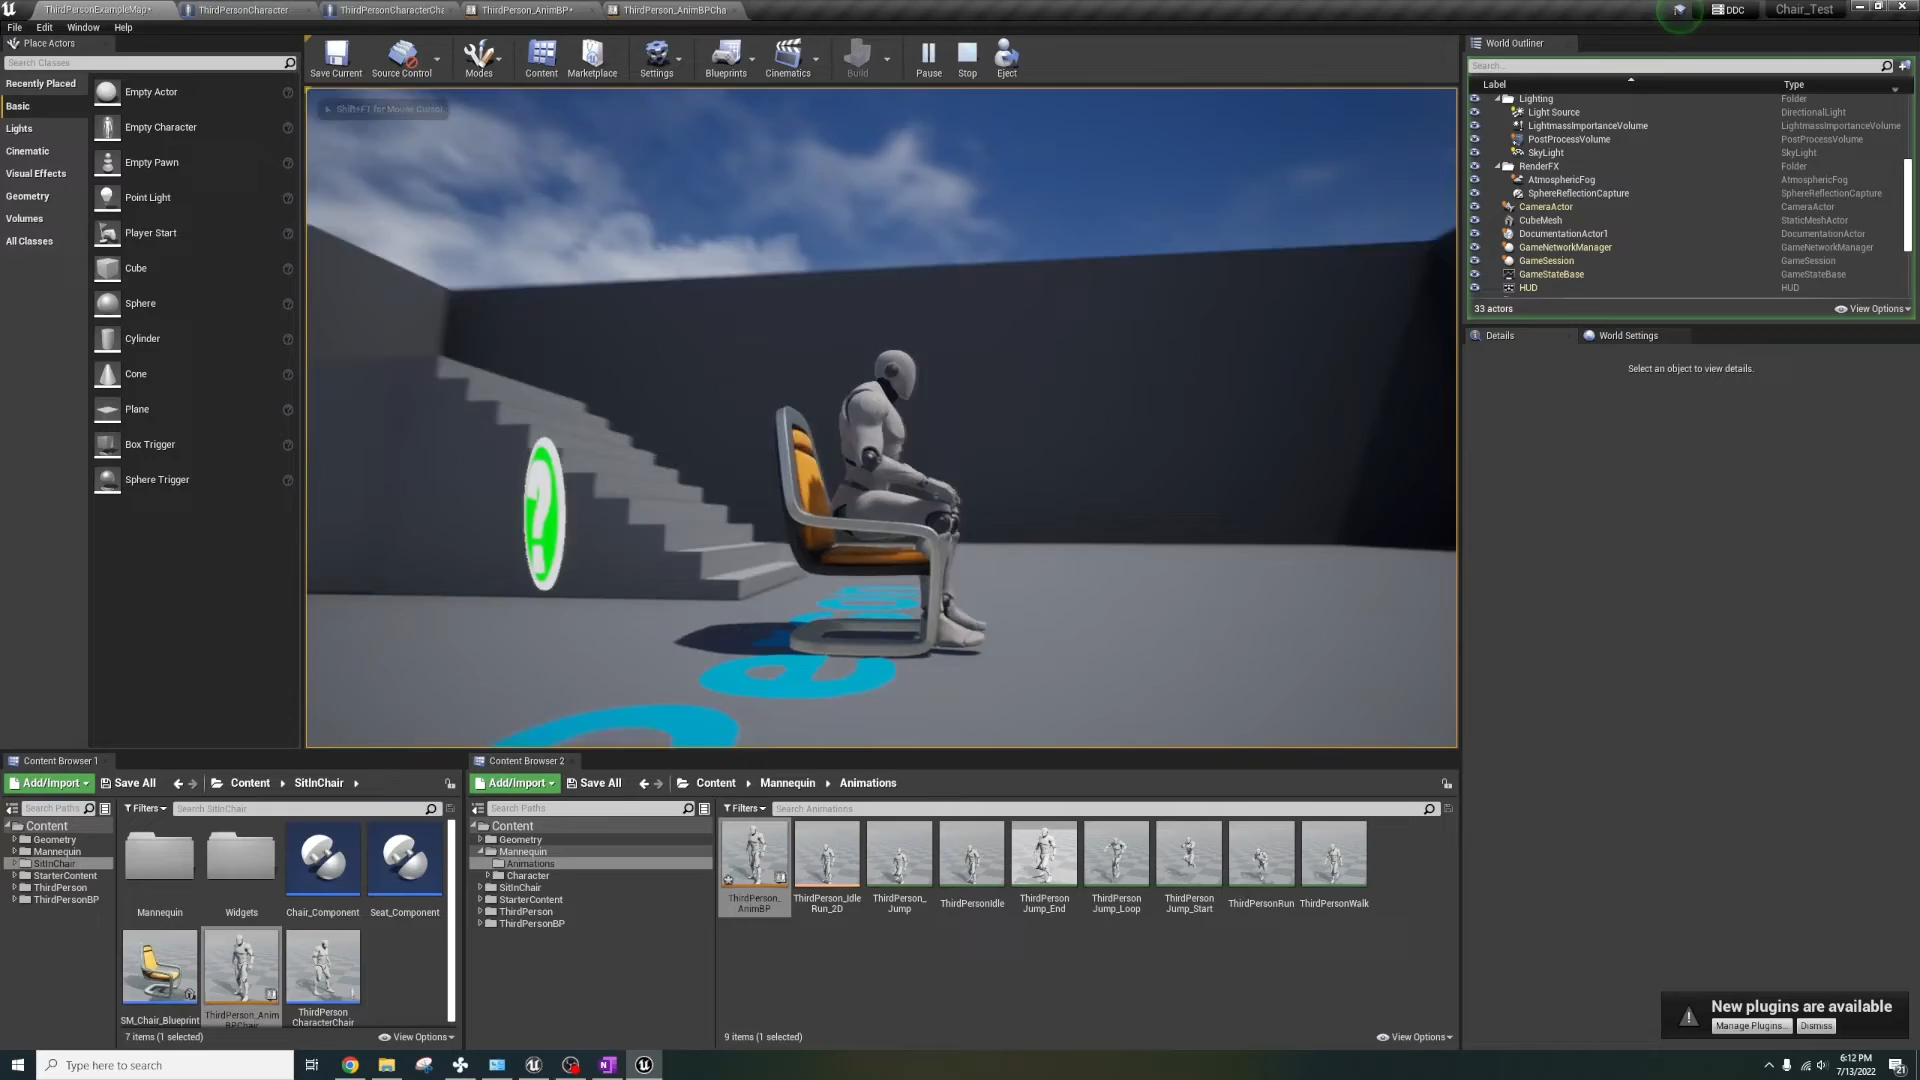 ThirdPersonExampleMap*
ThirdPersonCharacter
ThirdPersonCharacterCha
ThirdPerson_AnimBP*
ThirdPerson_AnimBPCha
DDC
Chair_Test
File Edit Window Help
Place Actors
Search Classes
Recently Placed
Basic
Lights
Cinematic
Visual Effects
Geometry
Volumes
All Classes
Empty Actor
Empty Character
Empty Pawn
Point Light
Player Start
Cube
Sphere
Cylinder
Cone
Plane
Box Trigger
Sphere Trigger
Save Current
Source Control
Modes
Content
Marketplace
Settings
Blueprints
Cinematics
Build
Pause
Stop
Eject
Shift+F1 for Mouse Cursor
?
World Outliner
Search...
Label Type
Lighting Folder
Light Source DirectionalLight
LightmassImportanceVolume LightmassImportanceVolume
PostProcessVolume PostProcessVolume
SkyLight SkyLight
RenderFX Folder
AtmosphericFog AtmosphericFog
SphereReflectionCapture SphereReflectionCapture
CameraActor CameraActor
CubeMesh StaticMeshActor
DocumentationActor1 DocumentationActor
GameNetworkManager GameNetworkManager
GameSession GameSession
GameStateBase GameStateBase
HUD HUD
33 actors
View Options
Details
World Settings
Select an object to view details.
Content Browser 1
Add/Import Save All Content SitInChair
Search Paths
Filters
Search SitInChair
Content
Geometry
Mannequin
SitInChair
StarterContent
ThirdPerson
ThirdPersonBP
Mannequin
Widgets
Chair_Component
Seat_Component
SM_Chair_Blueprint
ThirdPerson_Anim
BPChair
ThirdPerson
CharacterChair
7 items (1 selected)
View Options
Content Browser 2
Add/Import Save All Content Mannequin Animations
Search Paths
Filters
Search Animations
Content
Geometry
Mannequin
Animations
Character
SitInChair
StarterContent
ThirdPerson
ThirdPersonBP
ThirdPerson_
AnimBP
ThirdPerson_Idle
Run_2D
ThirdPerson_
Jump
ThirdPersonIdle
ThirdPerson
Jump_End
ThirdPerson
Jump_Loop
ThirdPerson
Jump_Start
ThirdPersonRun
ThirdPersonWalk
9 items (1 selected)
View Options
New plugins are available
Manage Plugins...
Dismiss
Type here to search
6:12 PM
7/13/2022
21